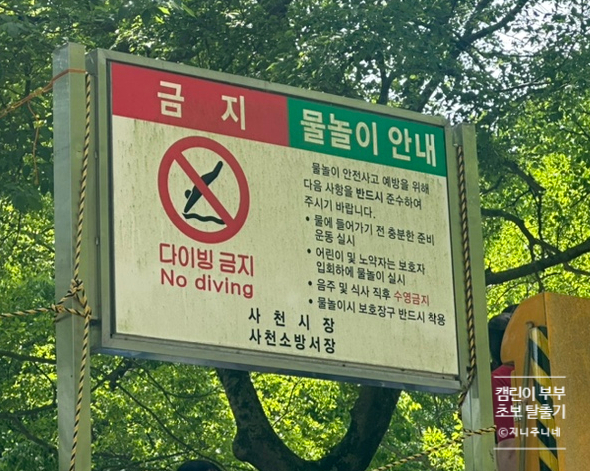 금 지
물놀이 안내
물놀이 안전사고 예방을 위해
다음 사항을 반드시 준수하여
주시기 바랍니다.
• 물에 들어가기 전 충분한 준비
운동 실시
• 어린이 및 노약자는 보호자
입회하에 물놀이 실시
• 음주 및 식사 직후 수영금지
• 물놀이시 보호장구 반드시 착용
다이빙 금지
No diving
사 천 시 장
사천소방서장
캠린이 부부
초보 탈출기
©지니주니네